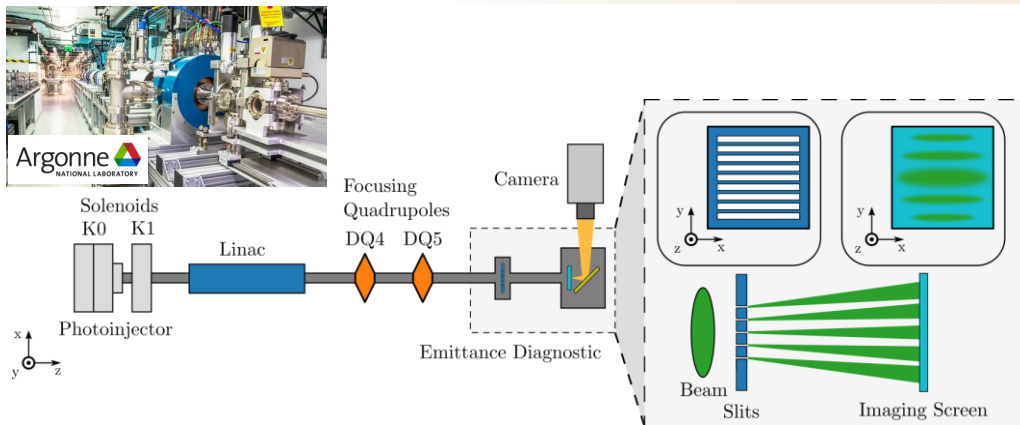 Argonne
NATIONAL LABORATORY
Solenoids
K0 K1
Photoinjector
Linac
Focusing
Quadrupoles
DQ4 DQ5
Camera
Emittance Diagnostic
x
y
z
y
z
x
y
z
x
Beam
Slits
Imaging Screen